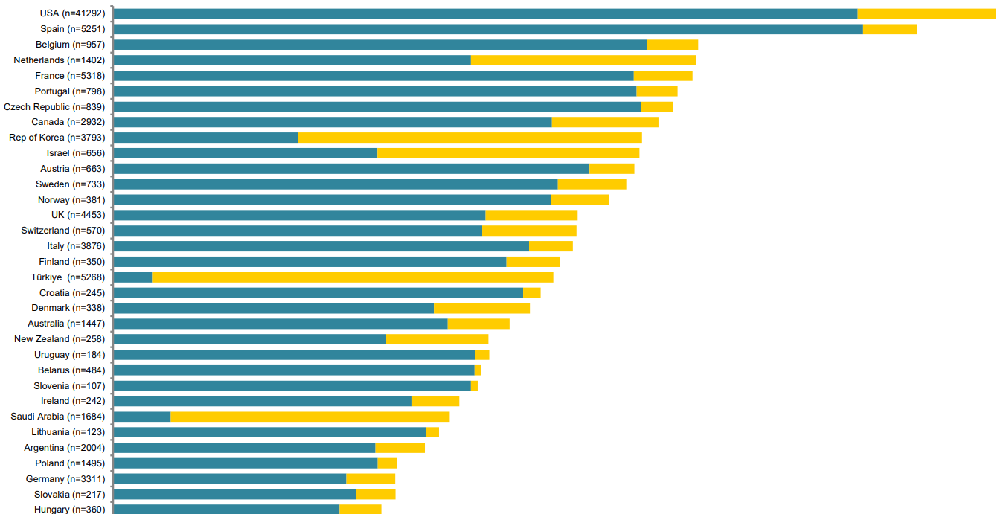 USA (n=41292)
Spain (n=5251)
Belgium (n=957)
Netherlands (n=1402)
France (n=5318)
Portugal (n=798)
Czech Republic (n=839)
Canada (n=2932)
Rep of Korea (n=3793)
Israel (n=656)
Austria (n=663)
Sweden (n=733)
Norway (n=381)
UK (n=4453)
Switzerland (n=570)
Italy (n=3876)
Finland (n=350)
Türkiye (n=5268)
Croatia (n=245)
Denmark (n=338)
Australia (n=1447)
New Zealand (n=258)
Uruguay (n=184)
Belarus (n=484)
Slovenia (n=107)
Ireland (n=242)
Saudi Arabia (n=1684)
Lithuania (n=123)
Argentina (n=2004)
Poland (n=1495)
Germany (n=3311)
Slovakia (n=217)
Hungary (n=360)